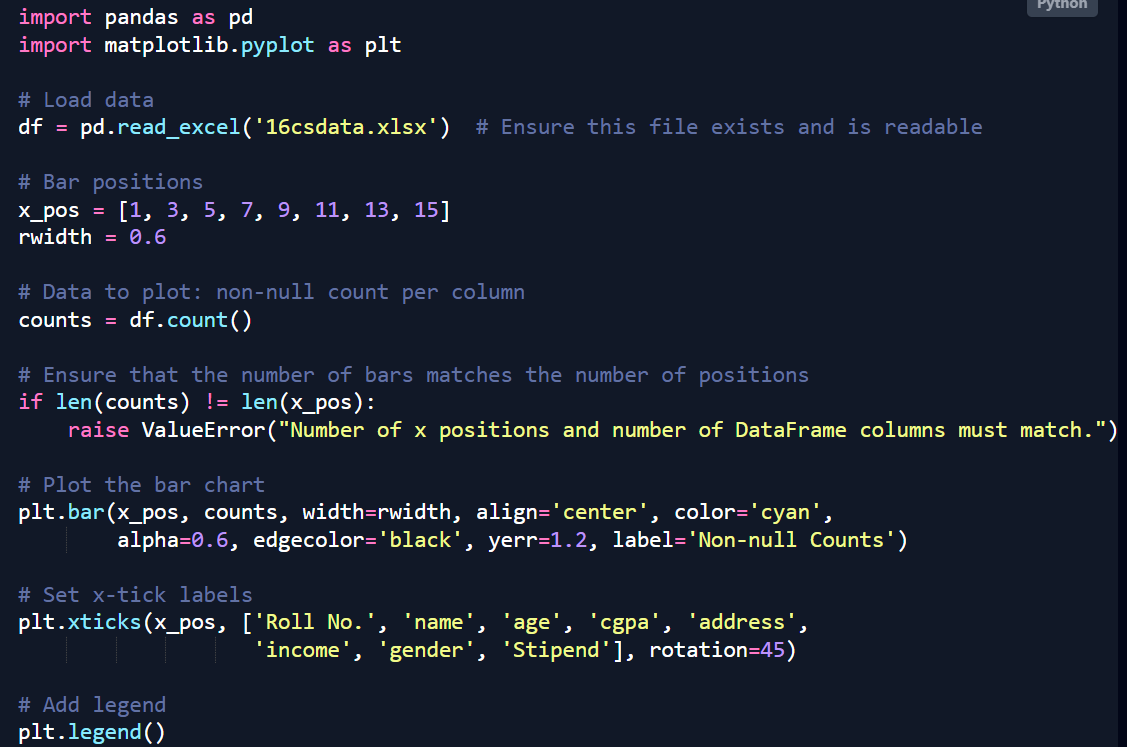 Python
import pandas as pd
import matplotlib.pyplot as plt
# Load data
df = pd.read_excel('16csdata.xlsx')  # Ensure this file exists and is readable
# Bar positions
x_pos = [1, 3, 5, 7, 9, 11, 13, 15]
rwidth = 0.6
# Data to plot: non-null count per column
counts = df.count()
# Ensure that the number of bars matches the number of positions
if len(counts) != len(x_pos):
    raise ValueError("Number of x positions and number of DataFrame columns must match.")
# Plot the bar chart
plt.bar(x_pos, counts, width=rwidth, align='center', color='cyan',
        alpha=0.6, edgecolor='black', yerr=1.2, label='Non-null Counts')
# Set x-tick labels
plt.xticks(x_pos, ['Roll No.', 'name', 'age', 'cgpa', 'address',
                   'income', 'gender', 'Stipend'], rotation=45)
# Add legend
plt.legend()